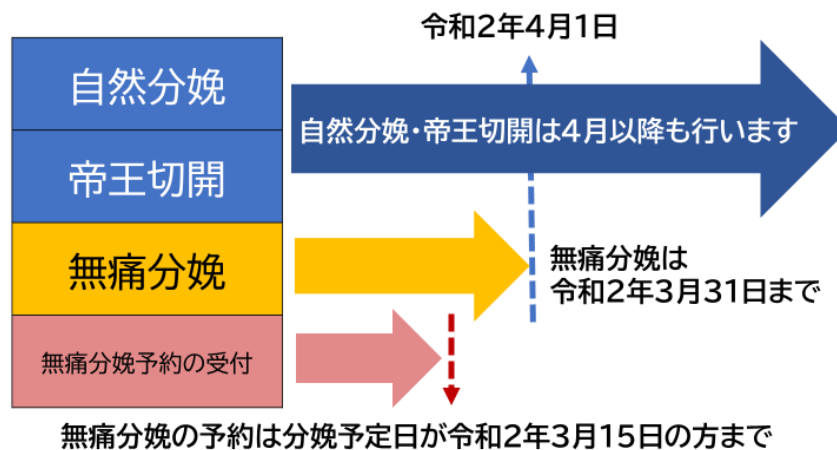 令和2年4月1日
自然分娩
自然分娩・帝王切開は4月以降も行います
帝王切開
無痛分娩
無痛分娩は
令和2年3月31日まで
無痛分娩予約の受付
無痛分娩の予約は分娩予定日が令和2年3月15日の方まで